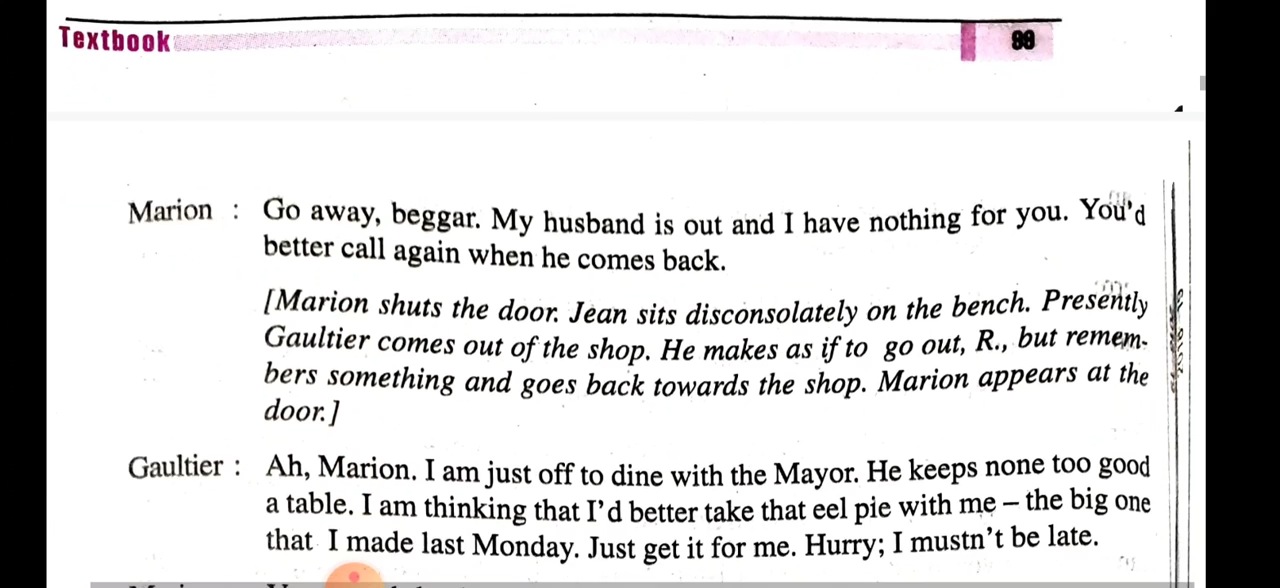 Textbook
99
Marion : Go away, beggar. My husband is out and I have nothing for you. You'd
better call again when he comes back.
[Marion shuts the door. Jean sits disconsolately on the bench. Presently
Gaultier comes out of the shop. He makes as if to go out, R., but remem-
bers something and goes back towards the shop. Marion appears at the
door.]
Gaultier : Ah, Marion. I am just off to dine with the Mayor. He keeps none too good
a table. I am thinking that I'd better take that eel pie with me – the big one
that I made last Monday. Just get it for me. Hurry; I mustn't be late.